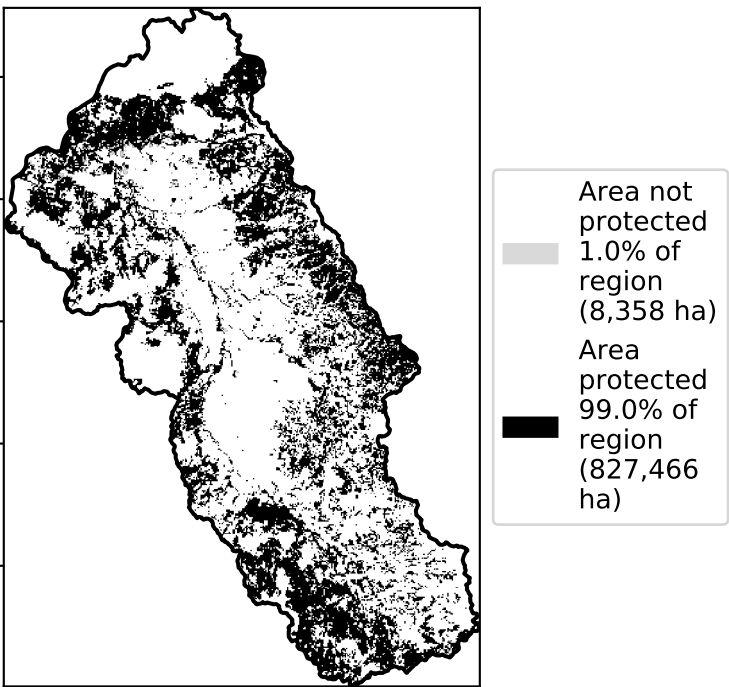 Area not
protected
1.0% of
region
(8,358 ha)
Area
protected
99.0% of
region
(827,466
ha)